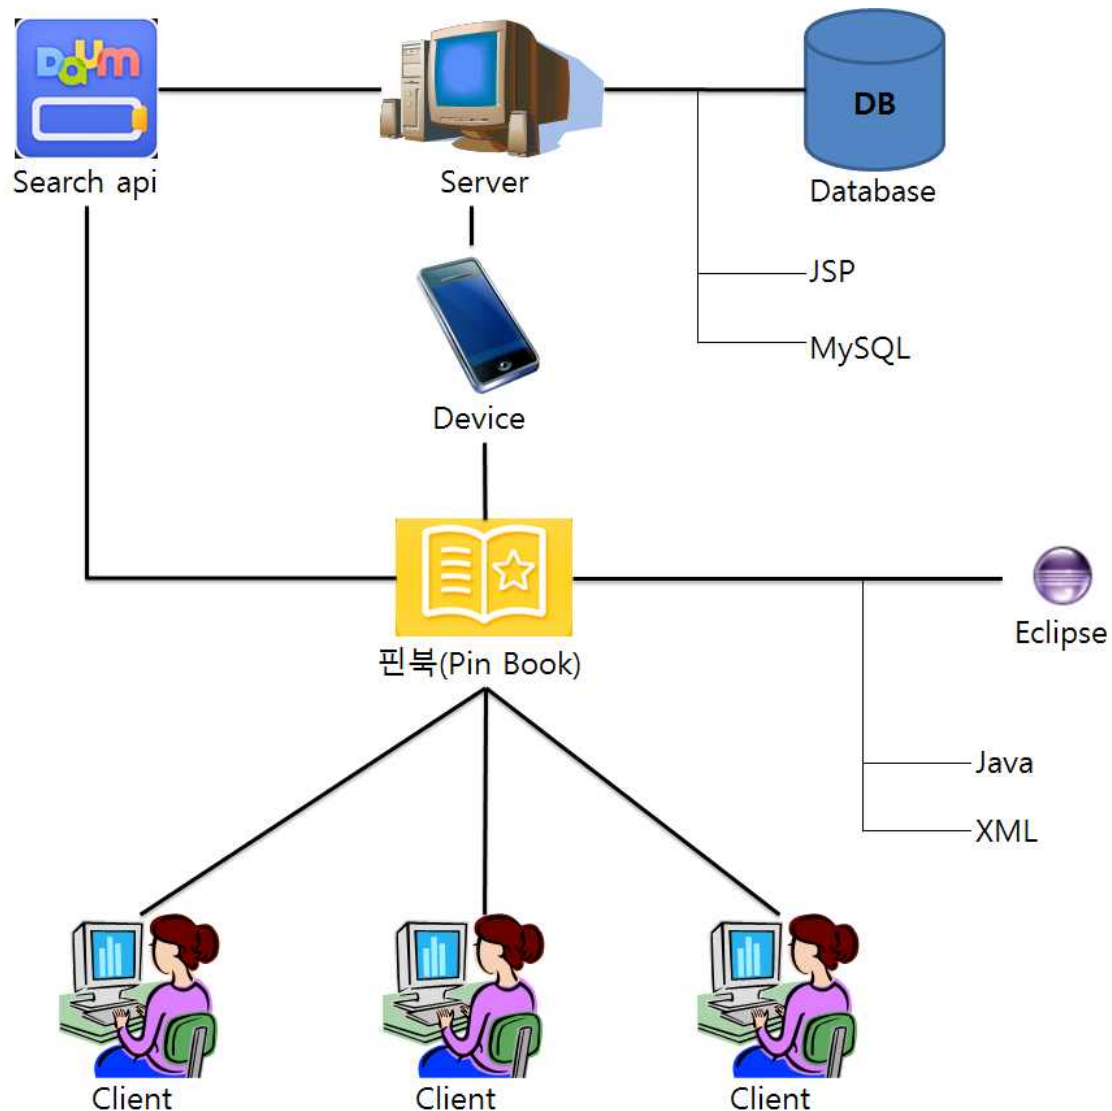 Daum
DB
Search api
Server
Database
JSP
MySQL
Device
Eclipse
핀북(Pin Book)
Java
XML
Client
Client
Client